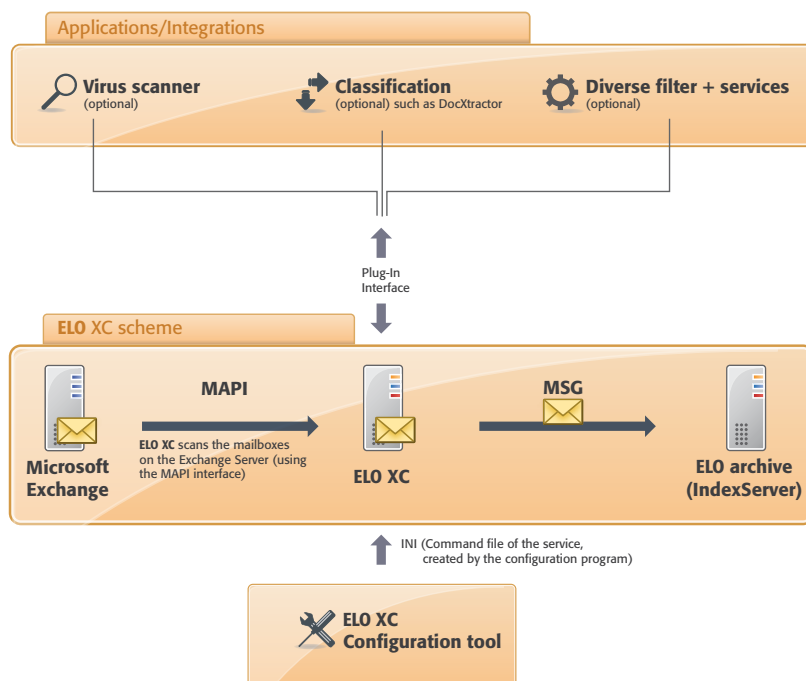 Applications/Integrations
Virus scanner
(optional)
Classification
(optional) such as DocXtractor
Diverse filter + services
(optional)
Plug-In
Interface
ELO XC scheme
MAPI
ELO XC scans the mailboxes
on the Exchange Server (using
the MAPI interface)
Microsoft
Exchange
ELO XC
MSG
ELO archive
(IndexServer)
INI (Command file of the service,
created by the configuration program)
ELO XC
Configuration tool